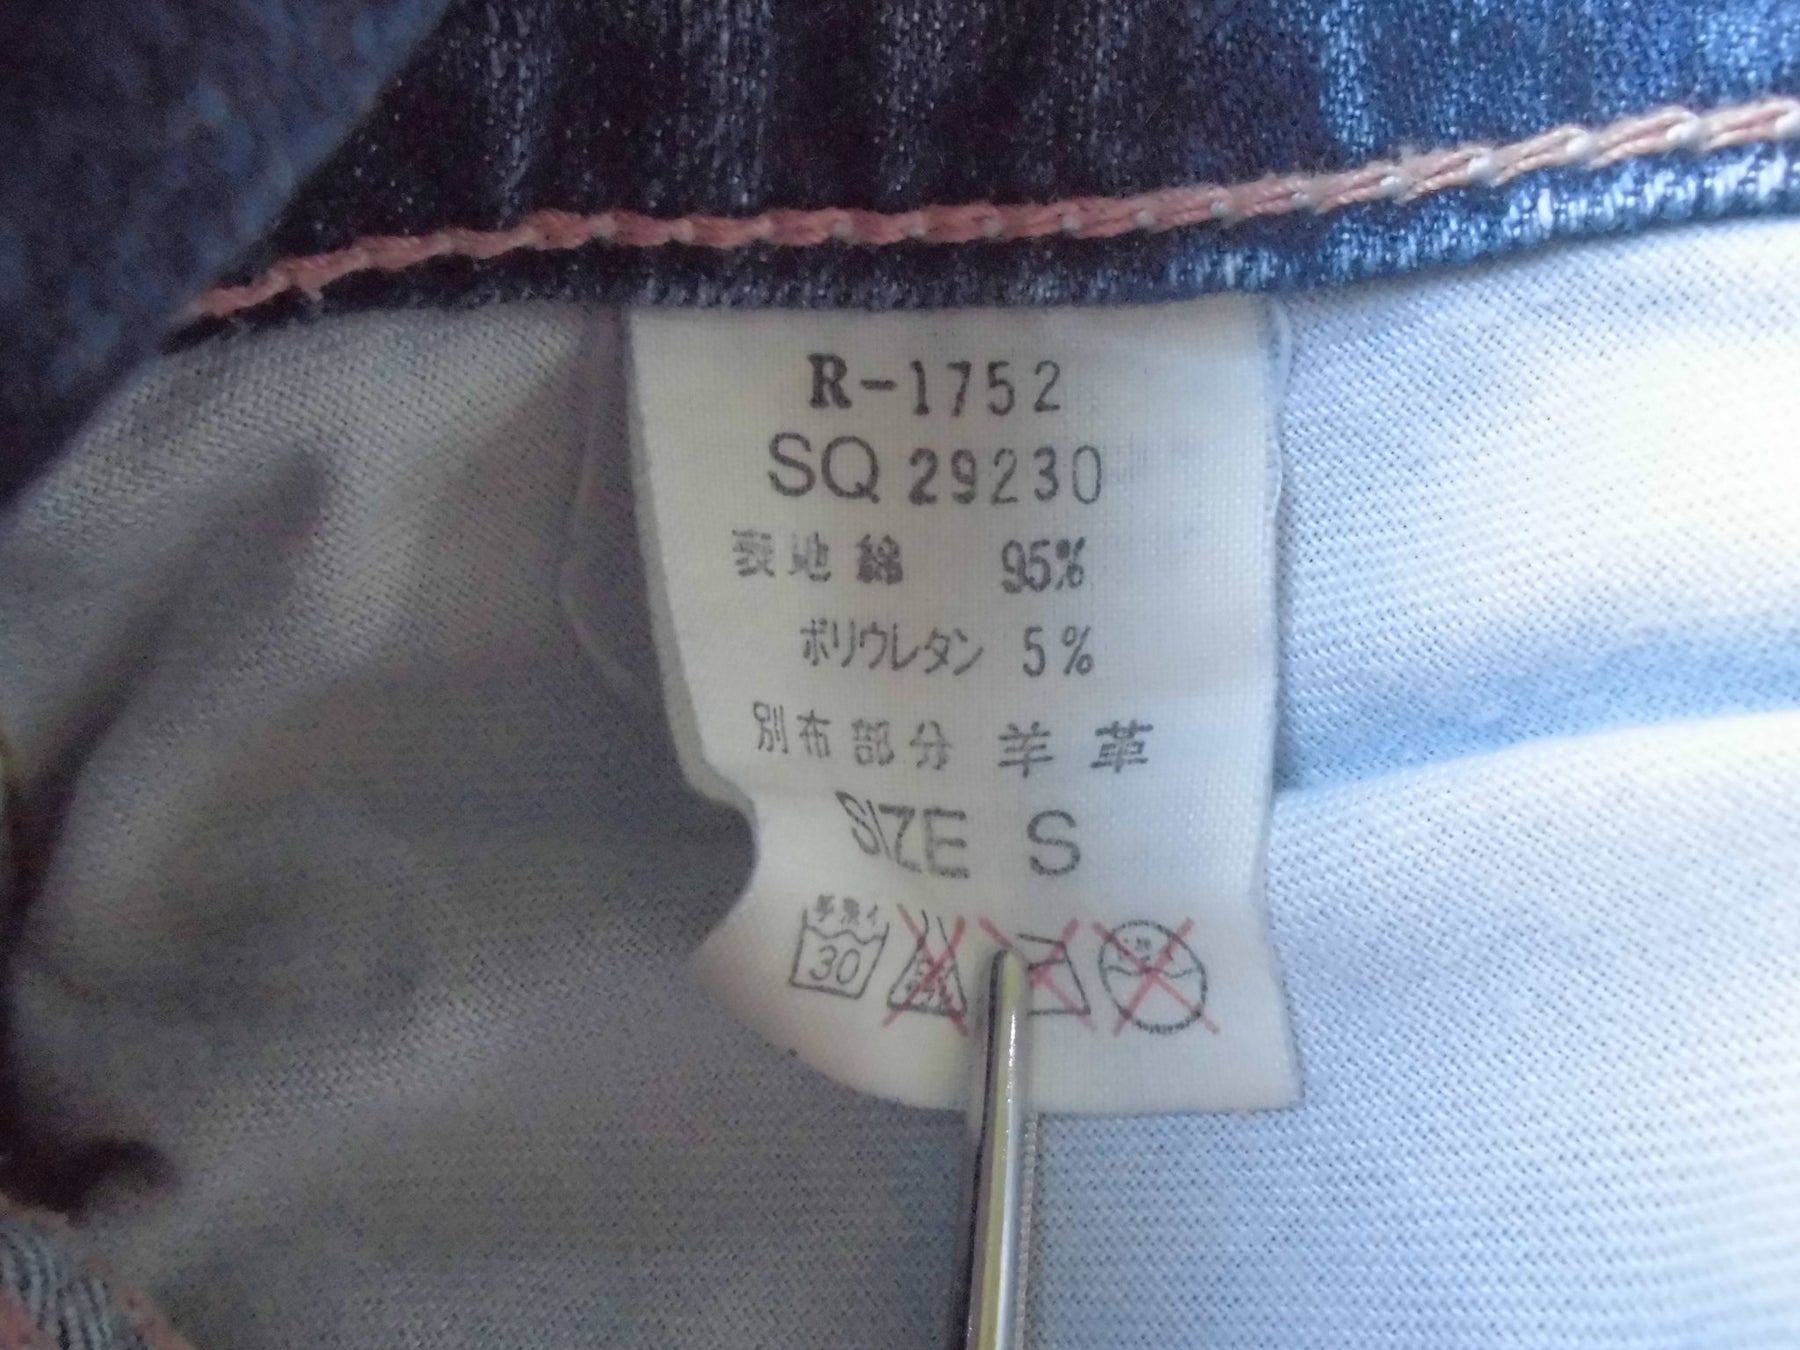 R-1752
SQ 29230
表地 綿 95%
ポリウレタン 5%
別布部分 羊革
SIZE S
手洗イ
30